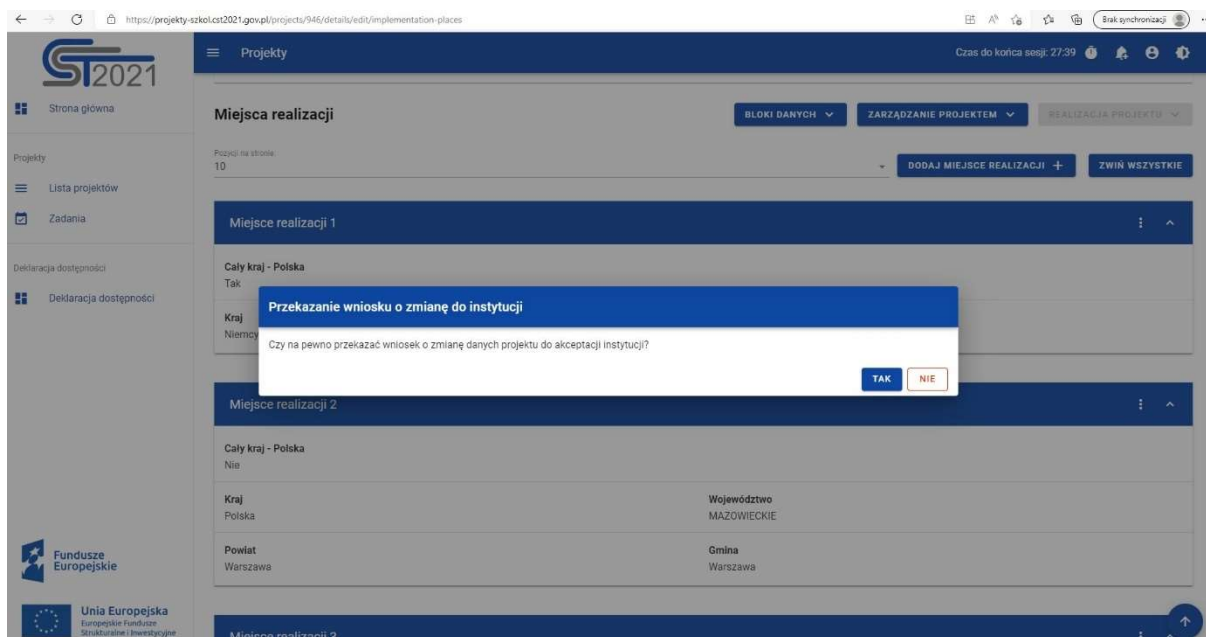 https://projekty-szkol.cst2021.gov.pl/projects/946/details/edit/implementation-places
Brak synchronizacji
ST2021
Projekty
Czas do końca sesji: 27:39
Strona główna
Projekty
Lista projektów
Zadania
Deklaracja dostępności
Deklaracja dostępności
Miejsca realizacji
BLOKI DANYCH
ZARZĄDZANIE PROJEKTEM
REALIZACJA PROJEKTU
Pozycji na stronie:
10
DODAJ MIEJSCE REALIZACJI +
ZWIŃ WSZYSTKIE
Miejsce realizacji 1
Cały kraj - Polska
Tak
Kraj
Niemcy
Przekazanie wniosku o zmianę do instytucji
Czy na pewno przekazać wniosek o zmianę danych projektu do akceptacji instytucji?
TAK
NIE
Miejsce realizacji 2
Cały kraj - Polska
Nie
Kraj
Polska
Województwo
MAZOWIECKIE
Powiat
Warszawa
Gmina
Warszawa
Miejsce realizacji 3
Fundusze
Europejskie
Unia Europejska
Europejskie Fundusze
Strukturalne i Inwestycyjne